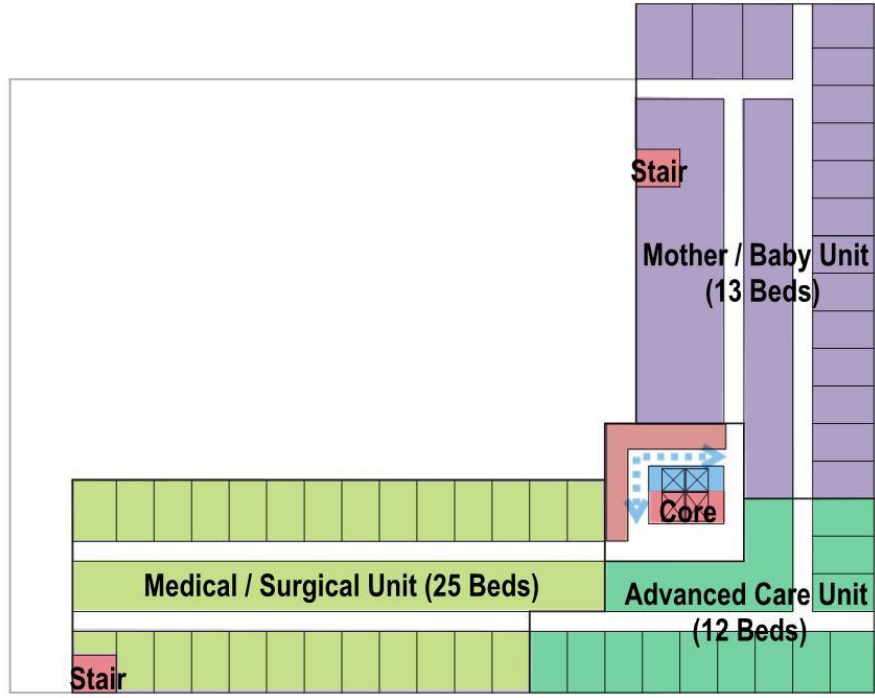 Stair
Mother / Baby Unit
(13 Beds)
Core
Medical / Surgical Unit (25 Beds)
Advanced Care Unit
(12 Beds)
Stair